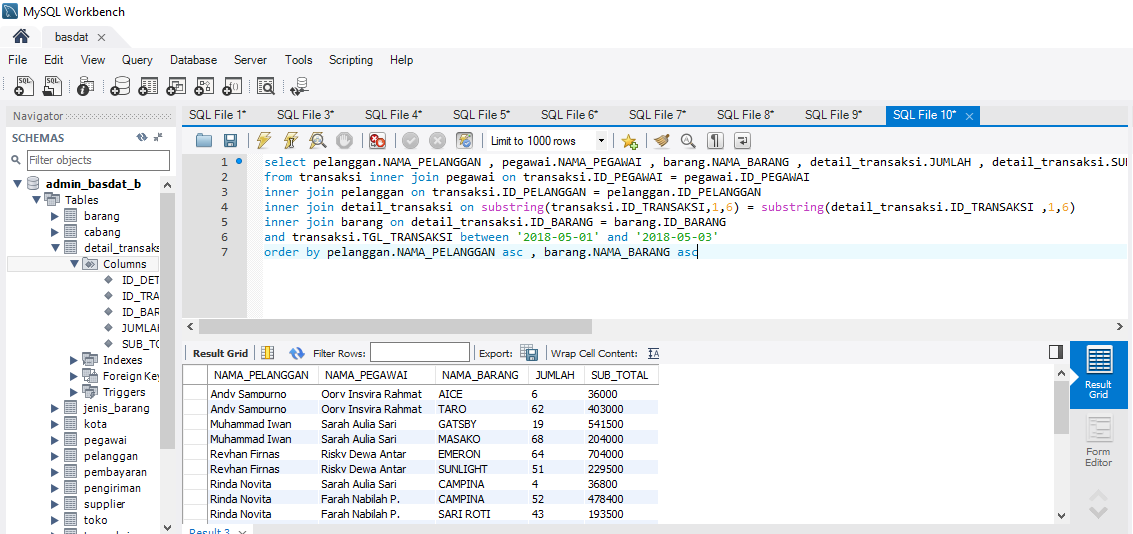 MySQL Workbench
basdat
File Edit View Query Database Server Tools Scripting Help
Navigator
SCHEMAS
Filter objects
admin_basdat_b
Tables
barang
cabang
detail_transaks
Columns
ID_DET
ID_TRA
ID_BAR
JUMLAH
SUB_TO
Indexes
Foreign Key
Triggers
jenis_barang
kota
pegawai
pelanggan
pembayaran
pengiriman
supplier
toko
SQL File 1* SQL File 3* SQL File 4* SQL File 5* SQL File 6* SQL File 7* SQL File 8* SQL File 9* SQL File 10*
Limit to 1000 rows
1 select pelanggan.NAMA_PELANGGAN , pegawai.NAMA_PEGAWAI , barang.NAMA_BARANG , detail_transaksi.JUMLAH , detail_transaksi.SUB
2 from transaksi inner join pegawai on transaksi.ID_PEGAWAI = pegawai.ID_PEGAWAI
3 inner join pelanggan on transaksi.ID_PELANGGAN = pelanggan.ID_PELANGGAN
4 inner join detail_transaksi on substring(transaksi.ID_TRANSAKSI,1,6) = substring(detail_transaksi.ID_TRANSAKSI ,1,6)
5 inner join barang on detail_transaksi.ID_BARANG = barang.ID_BARANG
6 and transaksi.TGL_TRANSAKSI between '2018-05-01' and '2018-05-03'
7 order by pelanggan.NAMA_PELANGGAN asc , barang.NAMA_BARANG asc
Result Grid Filter Rows: Export: Wrap Cell Content:
NAMA_PELANGGAN NAMA_PEGAWAI NAMA_BARANG JUMLAH SUB_TOTAL
Andy Sampurno Qory Insyira Rahmat AICE 6 36000
Andy Sampurno Qory Insyira Rahmat TARO 62 403000
Muhammad Iwan Sarah Aulia Sari GATSBY 19 541500
Muhammad Iwan Sarah Aulia Sari MASAKO 68 204000
Reyhan Firnas Risky Dewa Antar EMERON 64 704000
Reyhan Firnas Risky Dewa Antar SUNLIGHT 51 229500
Rinda Novita Sarah Aulia Sari CAMPINA 4 36800
Rinda Novita Farah Nabilah P. CAMPINA 52 478400
Rinda Novita Farah Nabilah P. SARI ROTI 43 193500
Result 3
Result
Grid
Form
Editor